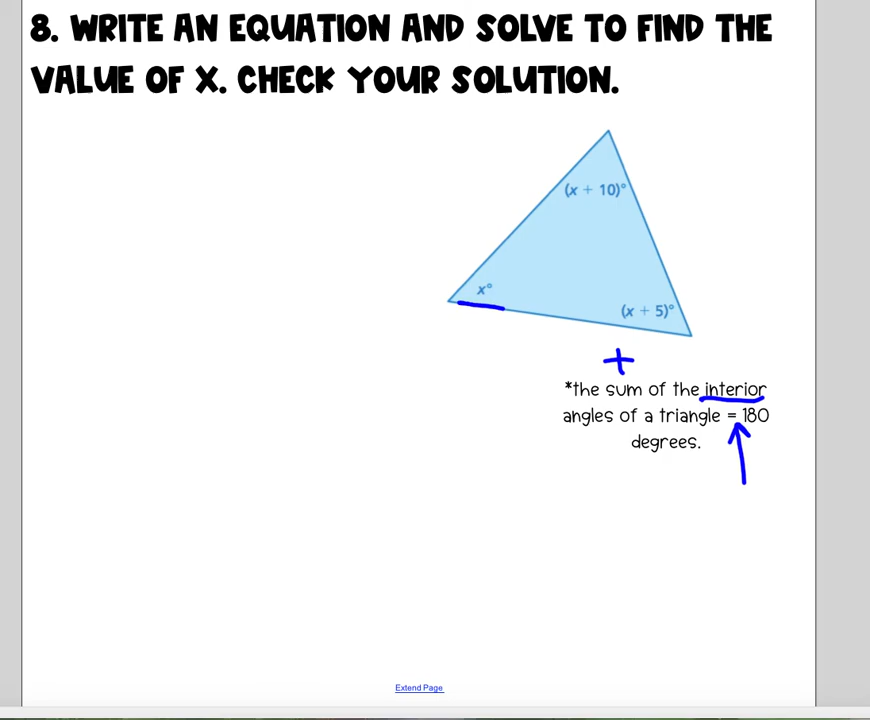 8. WRITE AN EQUATION AND SOLVE TO FIND THE
VALUE OF X. CHECK YOUR SOLUTION.
(x + 10)°
x°
(x + 5)°
+
*the sum of the interior
angles of a triangle = 180
degrees.
Extend Page